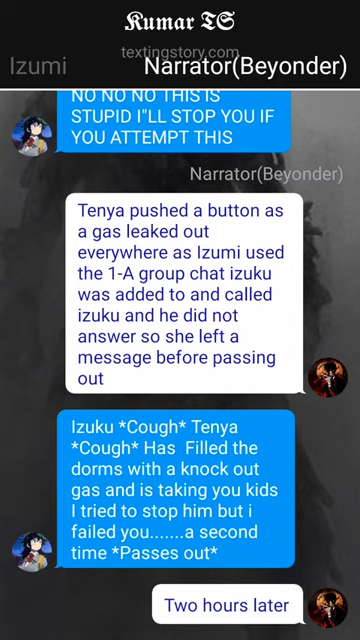 Kumar TS
textingstory.com
Izumi Narrator(Beyonder)
NO NO NO THIS IS
STUPID I"LL STOP YOU IF
YOU ATTEMPT THIS
Narrator(Beyonder)
Tenya pushed a button as
a gas leaked out
everywhere as Izumi used
the 1-A group chat izuku
was added to and called
izuku and he did not
answer so she left a
message before passing
out
Izuku *Cough* Tenya
*Cough* Has Filled the
dorms with a knock out
gas and is taking you kids
I tried to stop him but i
failed you.......a second
time *Passes out*
Two hours later